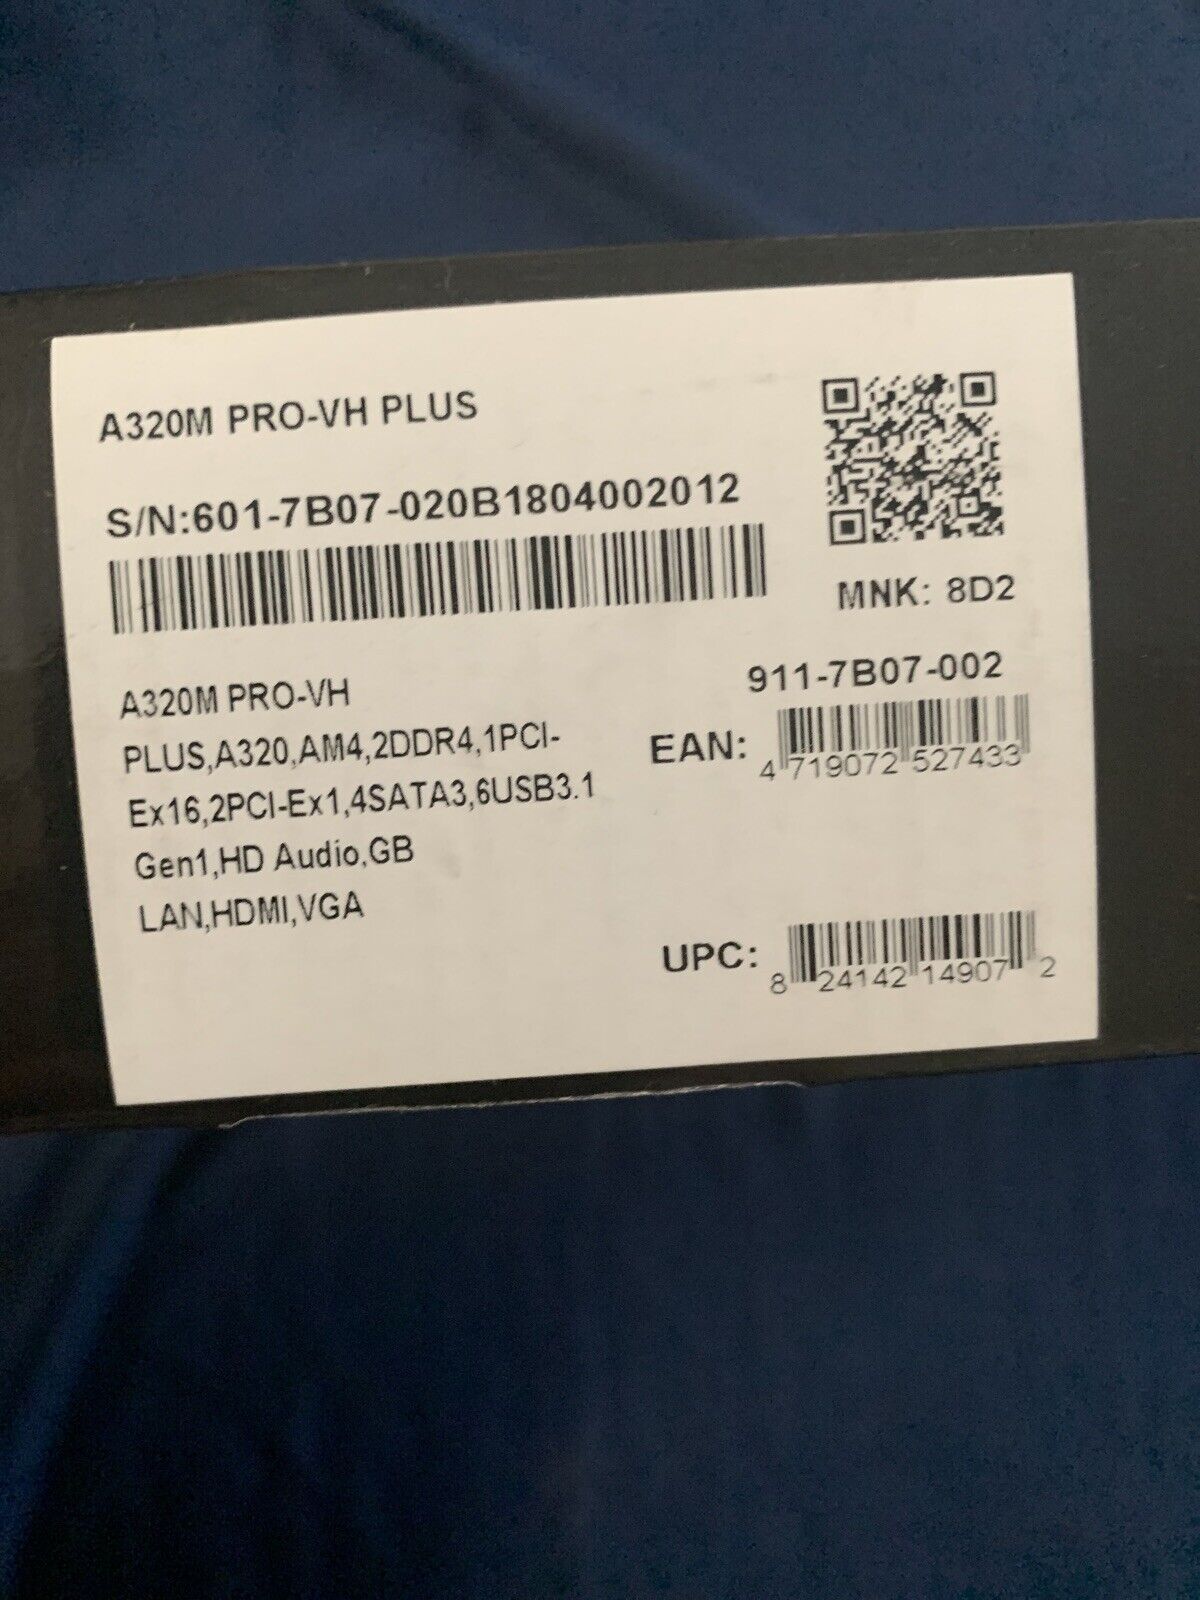 A320M PRO-VH PLUS
S/N:601-7B07-020B1804002012
MNK: 8D2
A320M PRO-VH
PLUS,A320,AM4,2DDR4,1PCI-
Ex16,2PCI-Ex1,4SATA3,6USB3.1
Gen1,HD Audio,GB
LAN,HDMI,VGA
911-7B07-002
EAN: 4 719072 527433
UPC: 8 24142 14907 2